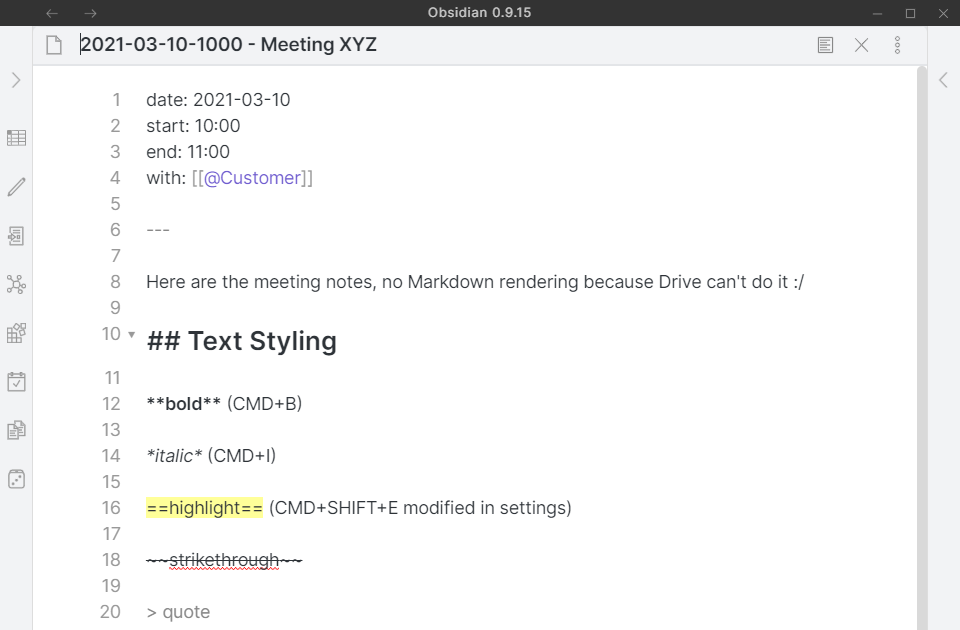 Obsidian 0.9.15
2021-03-10-1000 - Meeting XYZ
1 date: 2021-03-10
2 start: 10:00
3 end: 11:00
4 with: [[@Customer]]
5
6 ---
7
8 Here are the meeting notes, no Markdown rendering because Drive can't do it :/
9
10 ## Text Styling
11
12 **bold** (CMD+B)
13
14 *italic* (CMD+I)
15
16 ==highlight== (CMD+SHIFT+E modified in settings)
17
18 ~~strikethrough~~
19
20 > quote